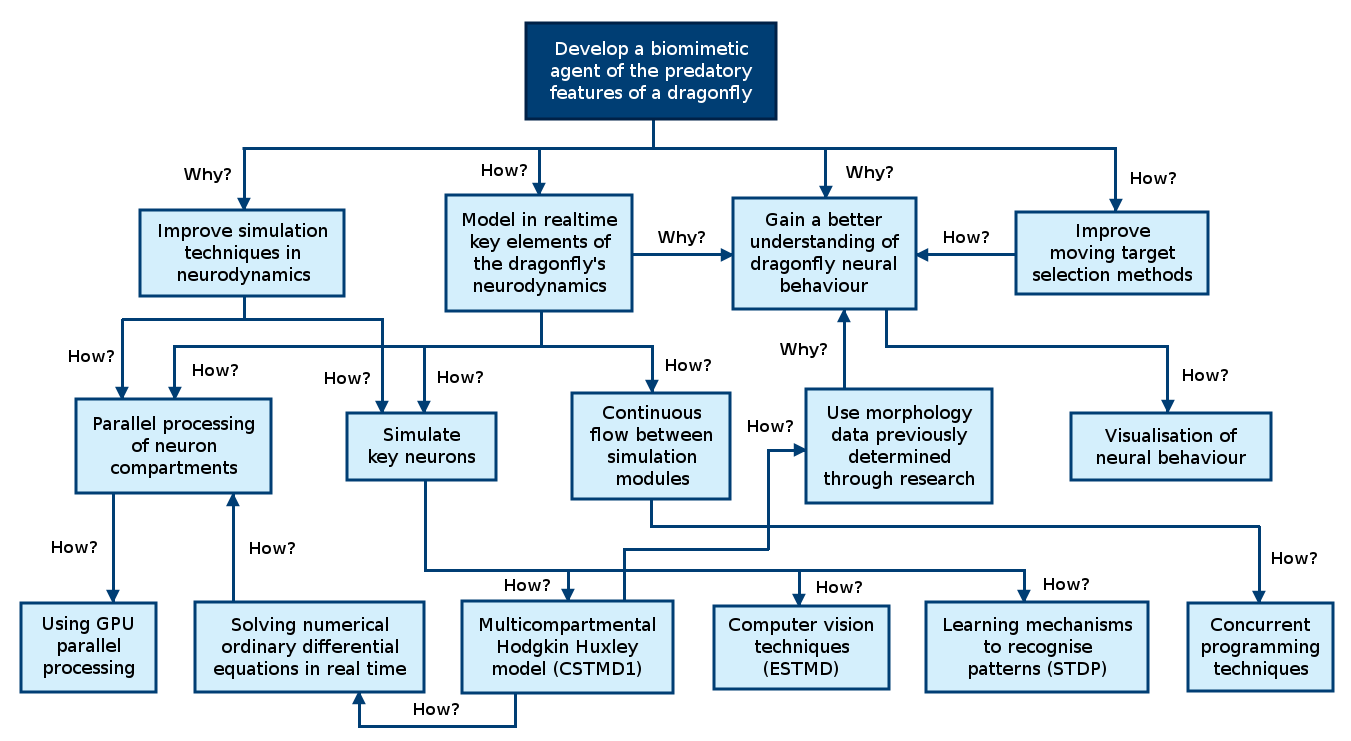 Develop a biomimetic
agent of the predatory
features of a dragonfly
Why?
How?
Why?
How?
Improve simulation
techniques in
neurodynamics
Model in realtime
key elements of
the dragonfly's
neurodynamics
Why?
Gain a better
understanding of
dragonfly neural
behaviour
How?
Improve
moving target
selection methods
How?
How?
How?
How?
How?
Why?
How?
Parallel processing
of neuron
compartments
Simulate
key neurons
Continuous
flow between
simulation
modules
How?
Use morphology
data previously
determined
through research
Visualisation of
neural behaviour
How?
How?
How?
How?
How?
How?
Using GPU
parallel
processing
Solving numerical
ordinary differential
equations in real time
Multicompartmental
Hodgkin Huxley
model (CSTMD1)
Computer vision
techniques
(ESTMD)
Learning mechanisms
to recognise
patterns (STDP)
Concurrent
programming
techniques
How?